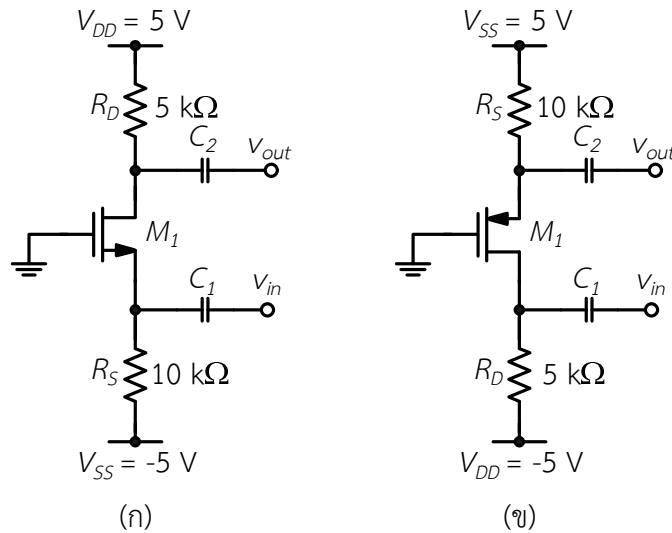 V_DD = 5 V
R_D 5 kΩ
C_2
v_out
M_1
C_1
v_in
R_S 10 kΩ
V_SS = -5 V
(ก)
V_SS = 5 V
R_S 10 kΩ
C_2
v_out
M_1
C_1
v_in
R_D 5 kΩ
V_DD = -5 V
(ข)